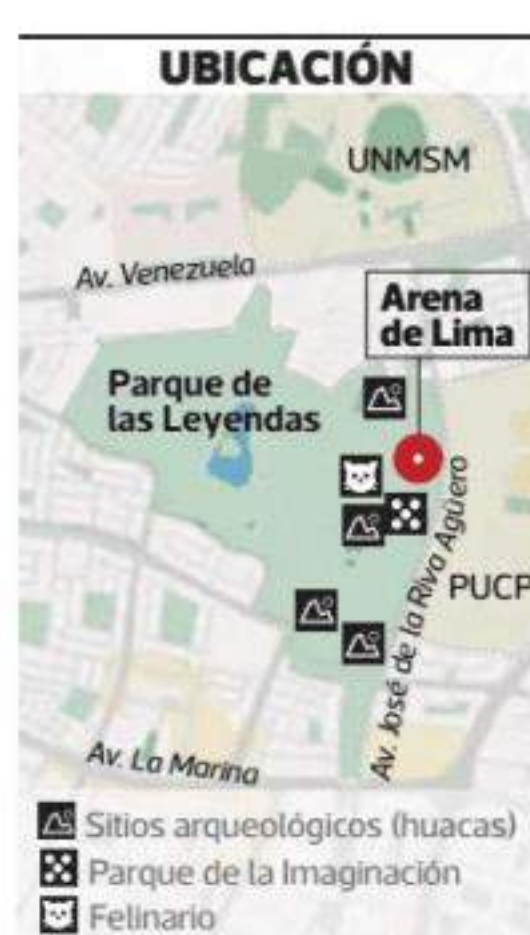 UBICACIÓN
UNMSM
Av. Venezuela
Arena
de Lima
Parque de
las Leyendas
Av. José de la Riva Agüero
PUCP
Av. La Marina
Sitios arqueológicos (huacas)
Parque de la Imaginación
Felinario